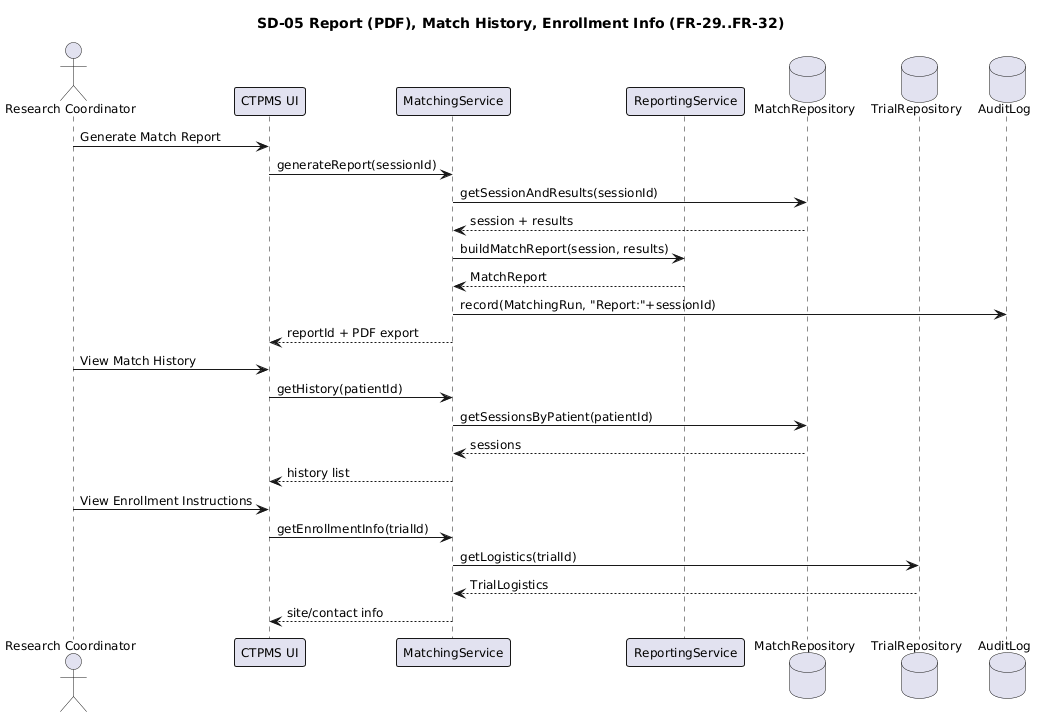 SD-05 Report (PDF), Match History, Enrollment Info (FR-29..FR-32)
Research Coordinator
CTPMS UI
MatchingService
ReportingService
MatchRepository
TrialRepository
AuditLog
Generate Match Report
generateReport(sessionId)
getSessionAndResults(sessionId)
session + results
buildMatchReport(session, results)
MatchReport
record(MatchingRun, "Report:"+sessionId)
reportId + PDF export
View Match History
getHistory(patientId)
getSessionsByPatient(patientId)
sessions
history list
View Enrollment Instructions
getEnrollmentInfo(trialId)
getLogistics(trialId)
TrialLogistics
site/contact info
Research Coordinator
CTPMS UI
MatchingService
ReportingService
MatchRepository
TrialRepository
AuditLog